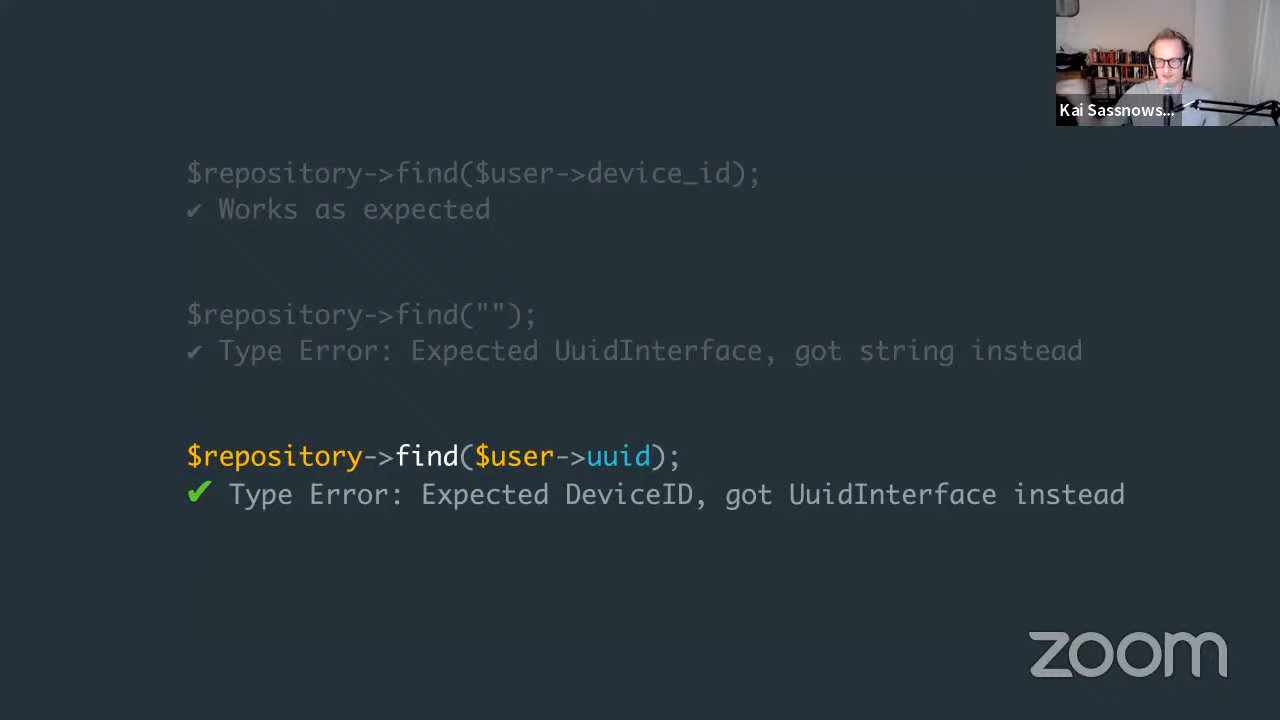 Kai Sassnows...
$repository->find($user->device_id);
✔ Works as expected
$repository->find("");
✔ Type Error: Expected UuidInterface, got string instead
$repository->find($user->uuid);
✔ Type Error: Expected DeviceID, got UuidInterface instead
zoom